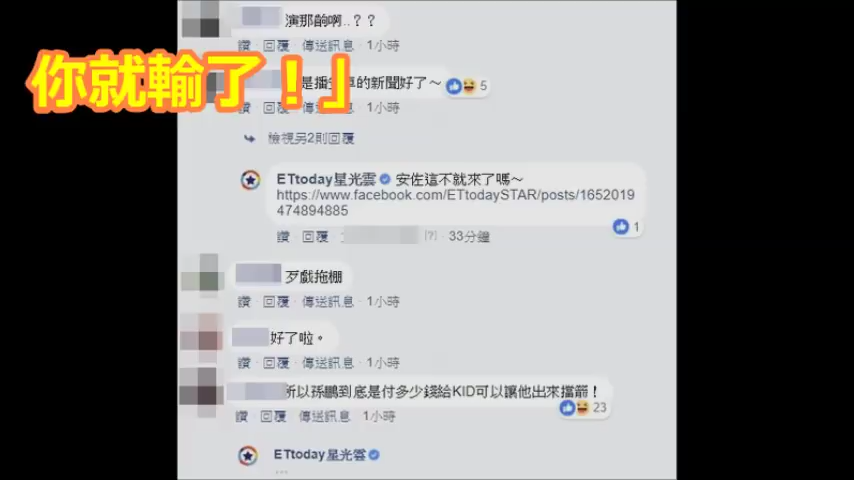 演那齣啊..？？
讚 · 回覆 · 傳送訊息 · 1小時
你就輸了！」
的新聞好了～ 5
讚 · 回覆 · 傳送訊息 · 1小時
檢視另2則回覆
ETtoday星光雲 安佐這不就來了嗎～
https://www.facebook.com/ETtodaySTAR/posts/1652019
474894885
1
讚 · 回覆 · [?] · 33分鐘
歹戲拖棚
讚 · 回覆 · 傳送訊息 · 1小時
好了啦。
讚 · 回覆 · 傳送訊息 · 1小時
所以孫鵬到底是付多少錢給KID可以讓他出來擋箭！
23
讚 · 回覆 · 傳送訊息 · 1小時
ETtoday星光雲